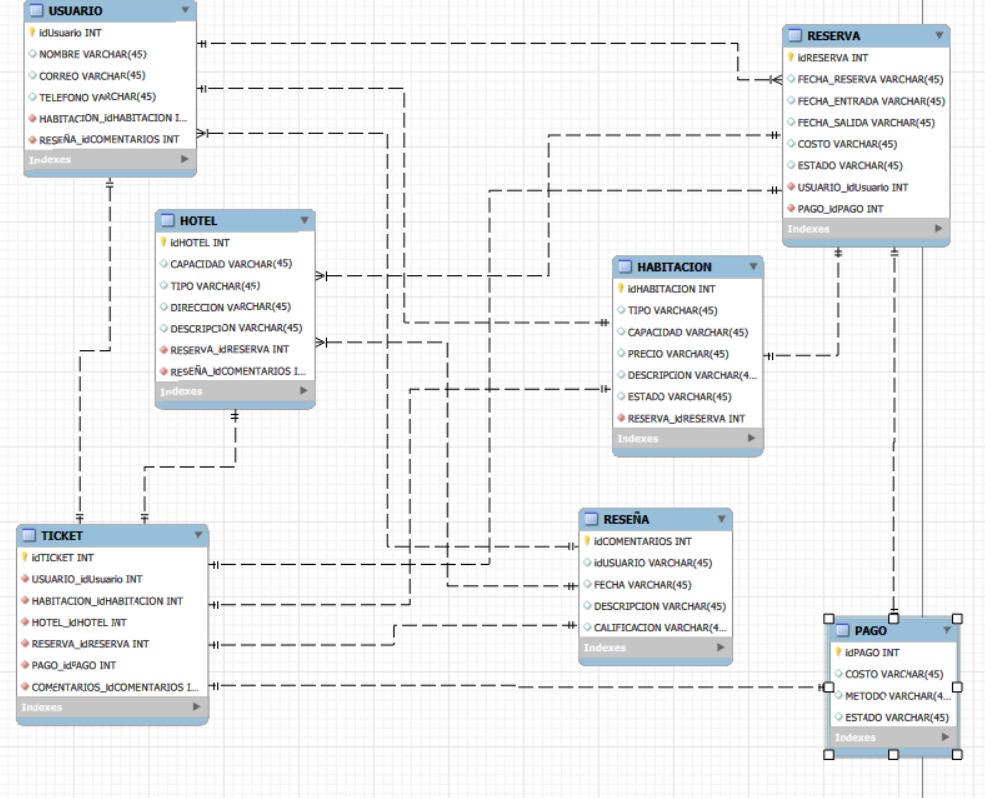 USUARIO
idUsuario INT
NOMBRE VARCHAR(45)
CORREO VARCHAR(45)
TELEFONO VARCHAR(45)
HABITACION_idHABITACION I...
RESEÑA_idCOMENTARIOS INT
Indexes
RESERVA
idRESERVA INT
FECHA_RESERVA VARCHAR(45)
FECHA_ENTRADA VARCHAR(45)
FECHA_SALIDA VARCHAR(45)
COSTO VARCHAR(45)
ESTADO VARCHAR(45)
USUARIO_idUsuario INT
PAGO_idPAGO INT
Indexes
HOTEL
idHOTEL INT
CAPACIDAD VARCHAR(45)
TIPO VARCHAR(45)
DIRECCION VARCHAR(45)
DESCRIPCION VARCHAR(45)
RESERVA_idRESERVA INT
RESEÑA_idCOMENTARIOS I...
Indexes
HABITACION
idHABITACION INT
TIPO VARCHAR(45)
CAPACIDAD VARCHAR(45)
PRECIO VARCHAR(45)
DESCRIPCION VARCHAR(4...
ESTADO VARCHAR(45)
RESERVA_idRESERVA INT
Indexes
TICKET
idTICKET INT
USUARIO_idUsuario INT
HABITACION_idHABITACION INT
HOTEL_idHOTEL INT
RESERVA_idRESERVA INT
PAGO_idPAGO INT
COMENTARIOS_idCOMENTARIOS I...
Indexes
RESEÑA
idCOMENTARIOS INT
idUSUARIO VARCHAR(45)
FECHA VARCHAR(45)
DESCRIPCION VARCHAR(45)
CALIFICACION VARCHAR(4...
Indexes
PAGO
idPAGO INT
COSTO VARCHAR(45)
METODO VARCHAR(4...
ESTADO VARCHAR(45)
Indexes